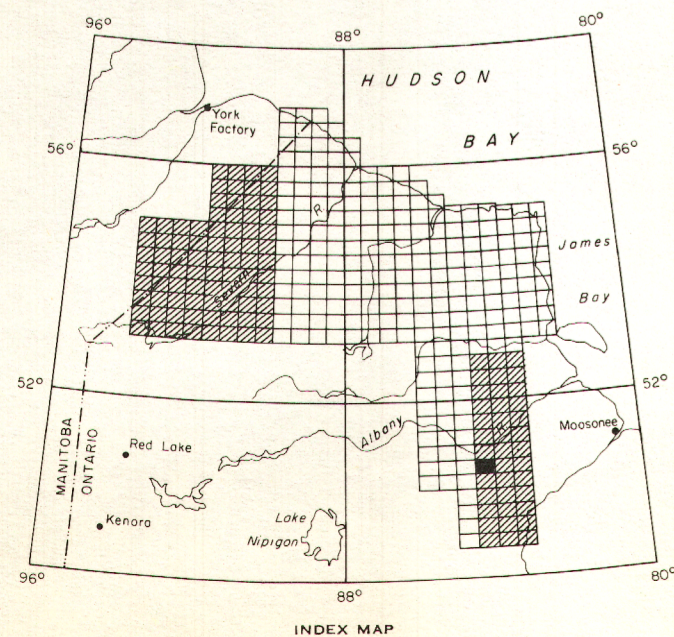 96°
88°
80°
HUDSON
BAY
York
Factory
56°
56°
R.
Severn
James
Bay
52°
52°
Albany
R.
Moosonee
MANITOBA
ONTARIO
Red Lake
Kenora
Lake
Nipigon
96°
88°
80°
INDEX MAP